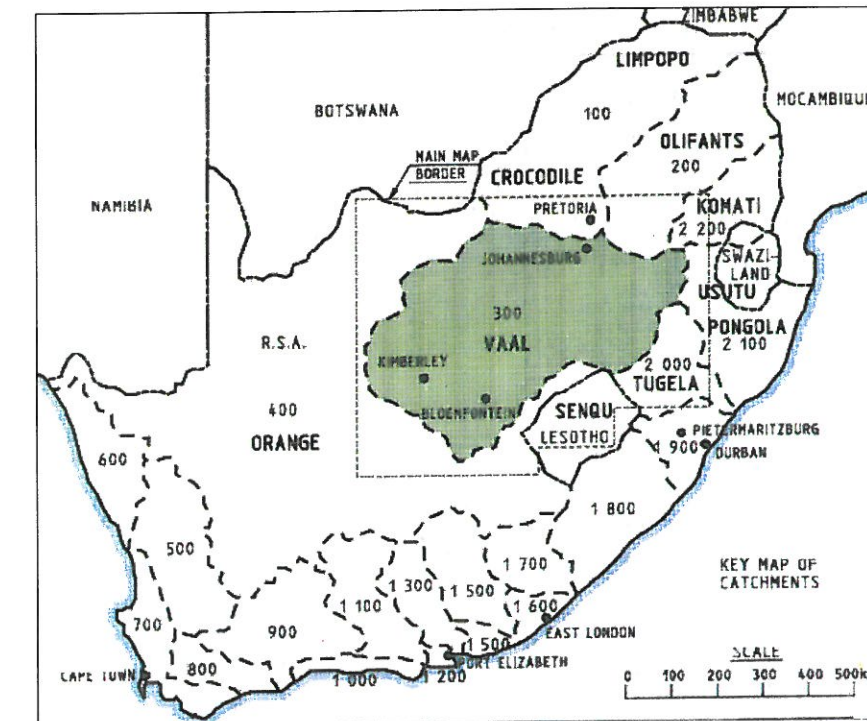 ZIMBABWE
LIMPOPO
BOTSWANA
100
MOCAMBIQUE
OLIFANTS
200
MAIN MAP
BORDER
CROCODILE
NAMIBIA
PRETORIA
KOMATI
2 200
JOHANNESBURG
SWAZI-
LAND
USUTU
300
VAAL
PONGOLA
2 100
R.S.A.
KIMBERLEY
2 000
TUGELA
400
ORANGE
BLOEMFONTEIN
SENQU
LESOTHO
PIETERMARITZBURG
1 900
DURBAN
600
1 800
500
1 700
KEY MAP OF
CATCHMENTS
1 300
1 500
1 100
1 600
700
900
EAST LONDON
1 500
SCALE
800
PORT ELIZABETH
CAPE TOWN
1 000
1 200
0 100 200 300 400 500k